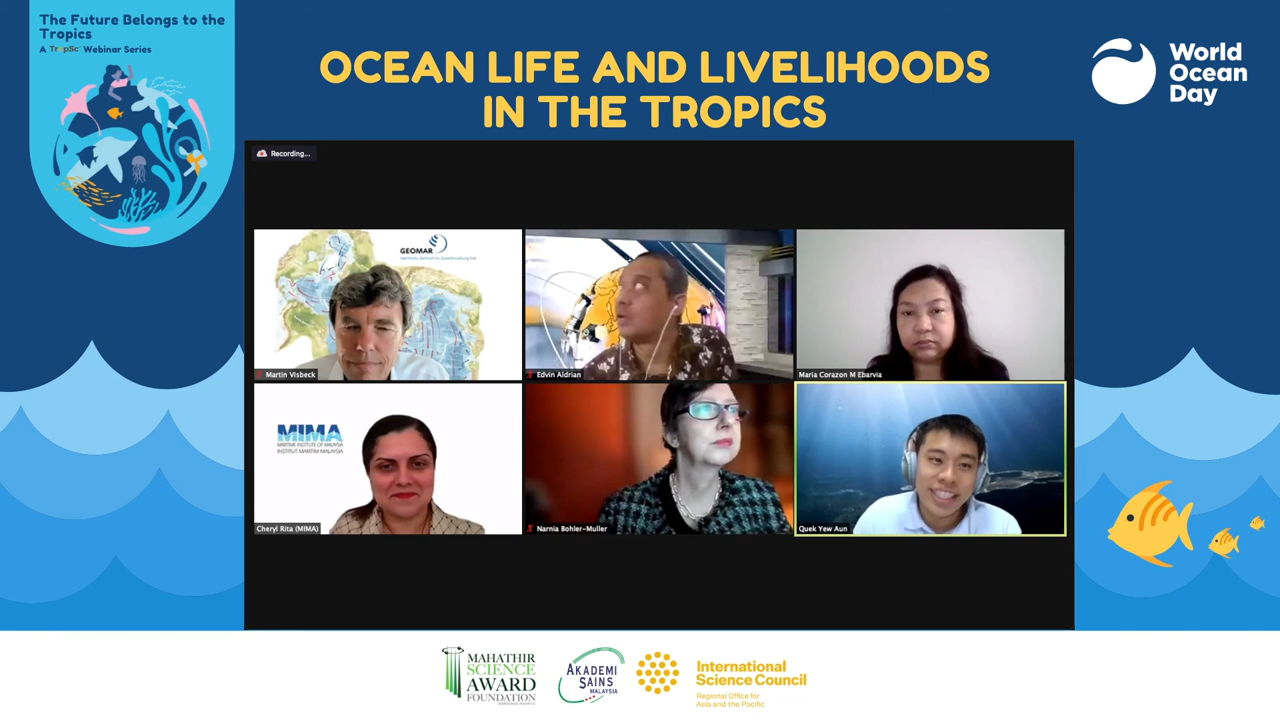 The Future Belongs to the
Tropics
A TropSc Webinar Series
OCEAN LIFE AND LIVELIHOODS
IN THE TROPICS
World
Ocean
Day
Recording...
GEOMAR
Martin Visbeck
Edvin Aldrian
Maria Corazon M Ebarvia
MIMA
MARITIME INSTITUTE OF MALAYSIA
INSTITUT MARITIM MALAYSIA
Cheryl Rita (MIMA)
Narnia Bohler-Muller
Quek Yew Aun
MAHATHIR
SCIENCE
AWARD
FOUNDATION
AKADEMI
SAINS
MALAYSIA
International
Science Council
Regional Office for
Asia and the Pacific